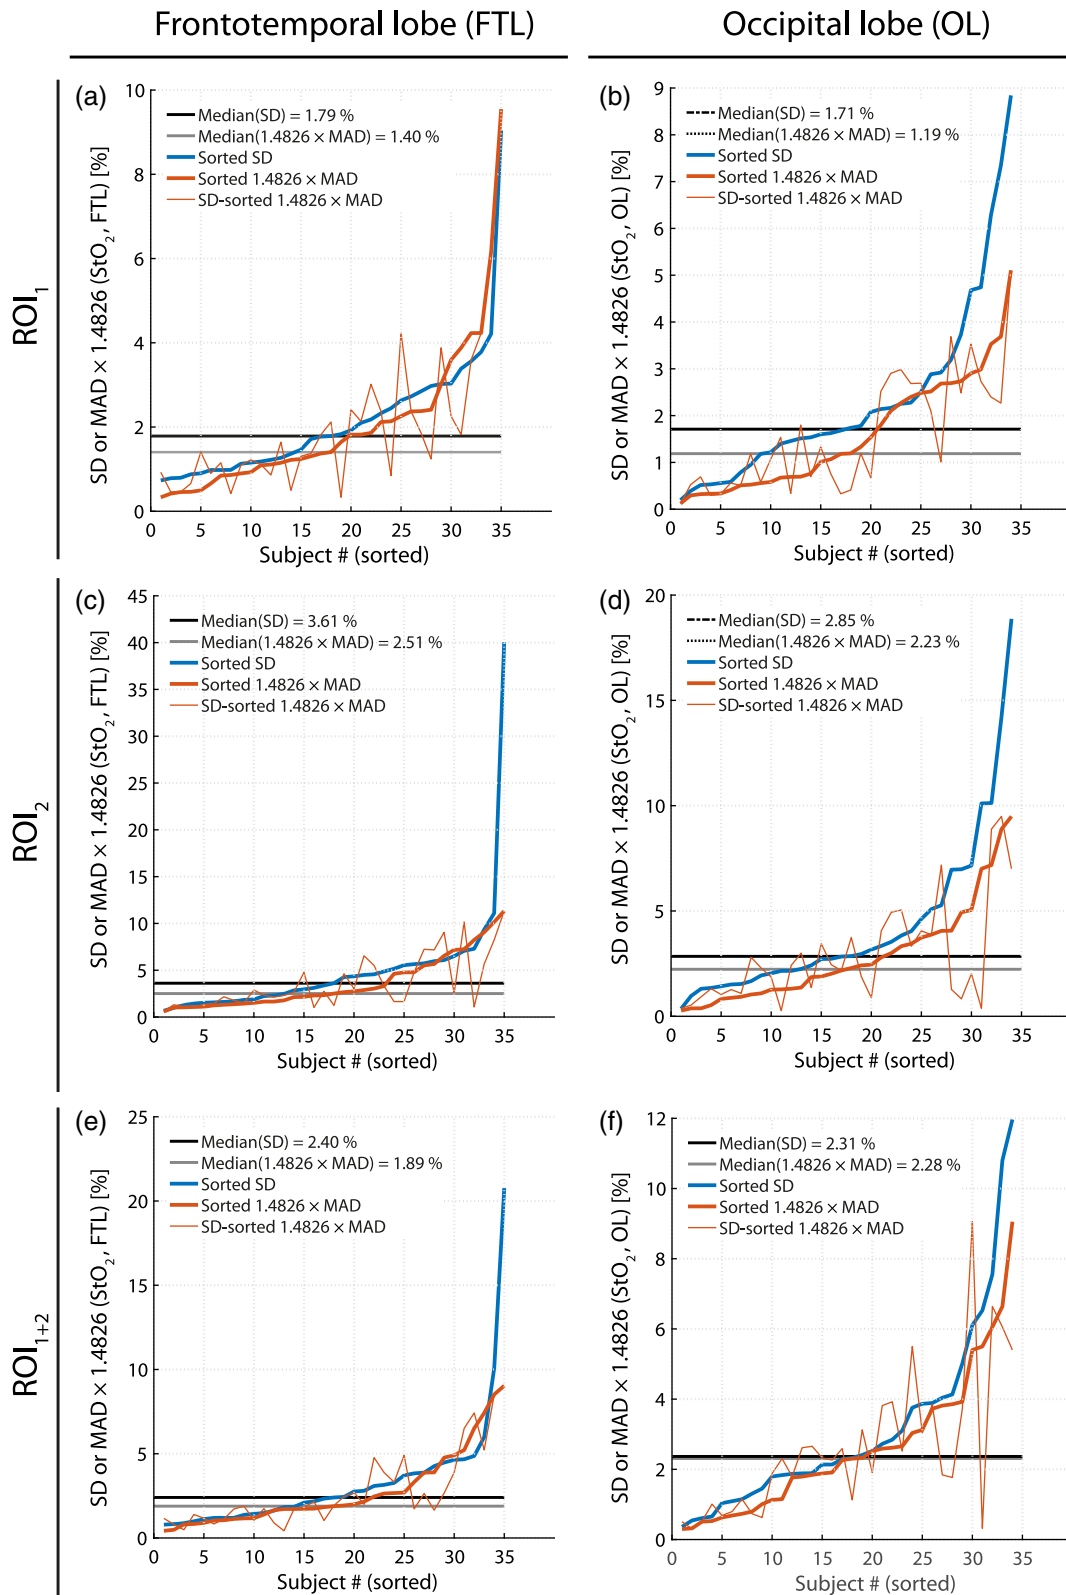 Frontotemporal lobe (FTL)
Occipital lobe (OL)
ROI1
(a)
SD or MAD × 1.4826 (StO2, FTL) [%]
10
8
6
4
2
0
Median(SD) = 1.79 %
Median(1.4826 × MAD) = 1.40 %
Sorted SD
Sorted 1.4826 × MAD
SD-sorted 1.4826 × MAD
0 5 10 15 20 25 30 35
Subject # (sorted)
(b)
SD or MAD × 1.4826 (StO2, OL) [%]
9
8
7
6
5
4
3
2
1
0
Median(SD) = 1.71 %
Median(1.4826 × MAD) = 1.19 %
Sorted SD
Sorted 1.4826 × MAD
SD-sorted 1.4826 × MAD
0 5 10 15 20 25 30 35
Subject # (sorted)
ROI2
(c)
SD or MAD × 1.4826 (StO2, FTL) [%]
45
40
35
30
25
20
15
10
5
0
Median(SD) = 3.61 %
Median(1.4826 × MAD) = 2.51 %
Sorted SD
Sorted 1.4826 × MAD
SD-sorted 1.4826 × MAD
0 5 10 15 20 25 30 35
Subject # (sorted)
(d)
SD or MAD × 1.4826 (StO2, OL) [%]
20
15
10
5
0
Median(SD) = 2.85 %
Median(1.4826 × MAD) = 2.23 %
Sorted SD
Sorted 1.4826 × MAD
SD-sorted 1.4826 × MAD
0 5 10 15 20 25 30 35
Subject # (sorted)
ROI1+2
(e)
SD or MAD × 1.4826 (StO2, FTL) [%]
25
20
15
10
5
0
Median(SD) = 2.40 %
Median(1.4826 × MAD) = 1.89 %
Sorted SD
Sorted 1.4826 × MAD
SD-sorted 1.4826 × MAD
0 5 10 15 20 25 30 35
Subject # (sorted)
(f)
SD or MAD × 1.4826 (StO2, OL) [%]
12
10
8
6
4
2
0
Median(SD) = 2.31 %
Median(1.4826 × MAD) = 2.28 %
Sorted SD
Sorted 1.4826 × MAD
SD-sorted 1.4826 × MAD
0 5 10 15 20 25 30 35
Subject # (sorted)